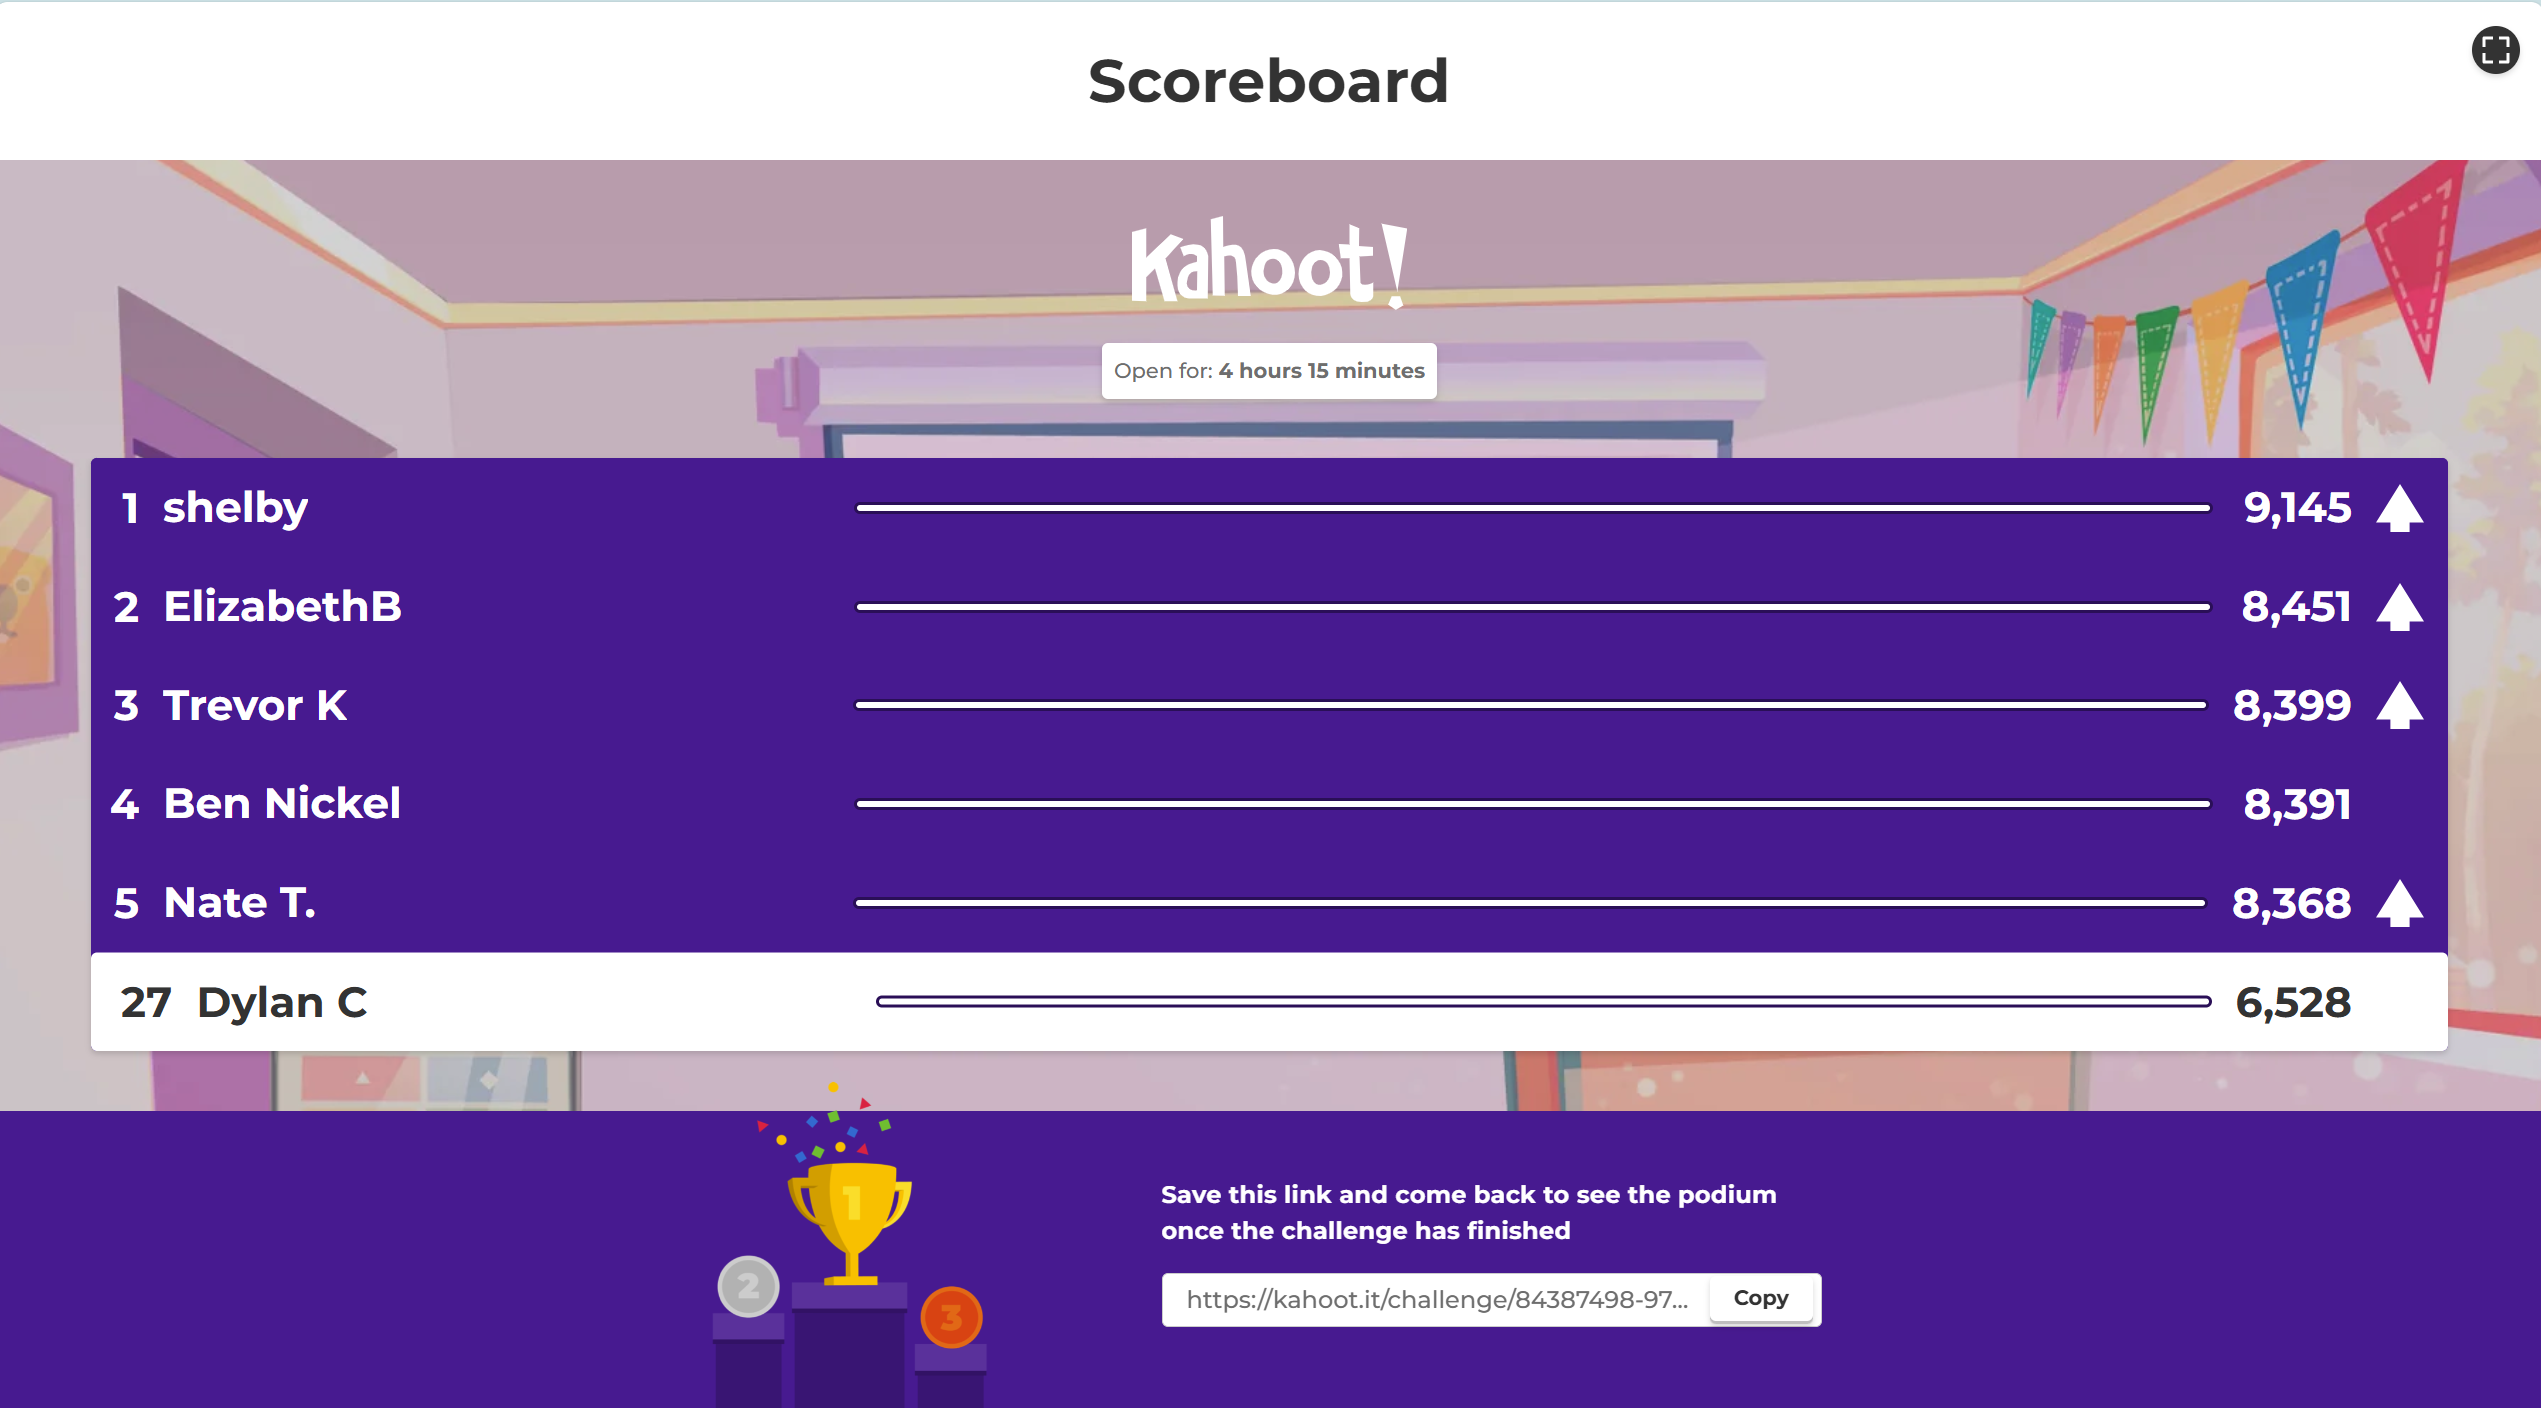 Scoreboard
Kahoot!
Open for: 4 hours 15 minutes
1 shelby 9,145
2 ElizabethB 8,451
3 Trevor K 8,399
4 Ben Nickel 8,391
5 Nate T. 8,368
27 Dylan C 6,528
1
2
3
Save this link and come back to see the podium
once the challenge has finished
https://kahoot.it/challenge/84387498-97... Copy